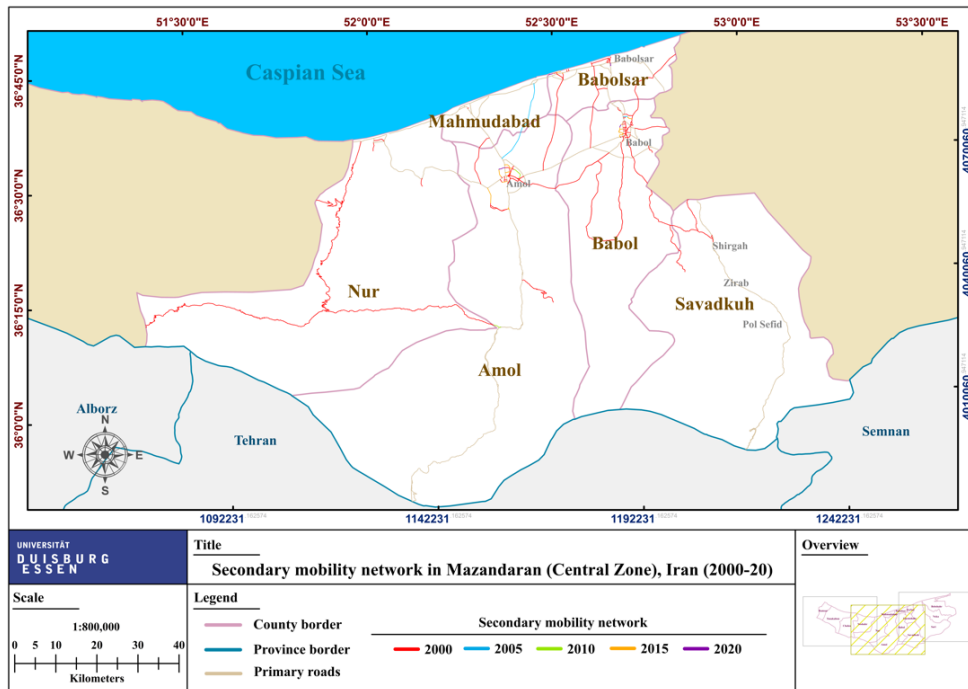 51°30'0"E 52°0'0"E 52°30'0"E 53°0'0"E 53°30'0"E
36°45'0"N
36°30'0"N
36°15'0"N
36°0'0"N
Caspian Sea
Babolsar
Babolsar
Mahmudabad
Babol
Amol
Babol
Shirgah
Zirab
Nur
Savadkuh
Pol Sefid
Amol
Alborz
Tehran
Semnan
N
W E
S
4070060
4040060
4010060
1092231 1142231 1192231 1242231
UNIVERSITÄT
DUISBURG
ESSEN
Title
Secondary mobility network in Mazandaran (Central Zone), Iran (2000-20)
Overview
Scale
1:800,000
0 5 10 20 30 40
Kilometers
Legend
County border
Province border
Primary roads
Secondary mobility network
2000 2005 2010 2015 2020